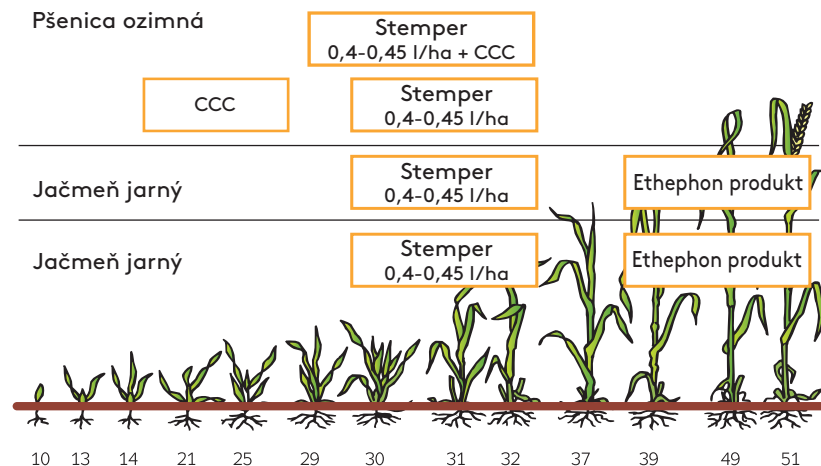 Pšenica ozimná
Stemper
0,4-0,45 l/ha + CCC
CCC
Stemper
0,4-0,45 l/ha
Jačmeň jarný
Stemper
0,4-0,45 l/ha
Ethephon produkt
Jačmeň jarný
Stemper
0,4-0,45 l/ha
Ethephon produkt
10 13 14 21 25 29 30 31 32 37 39 49 51